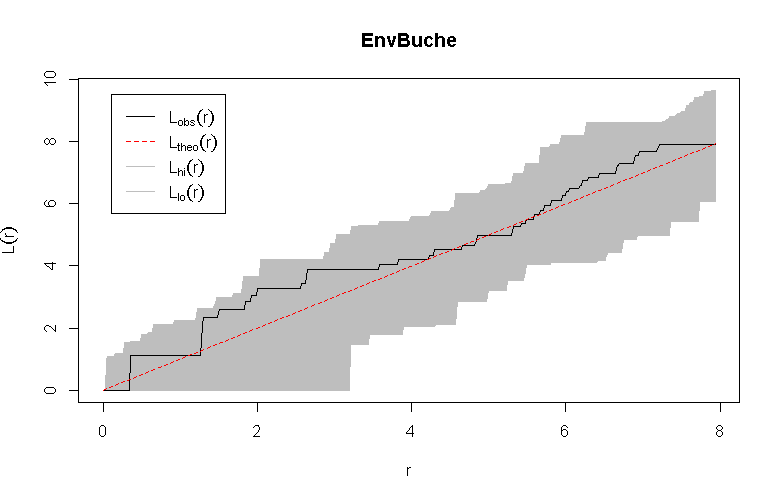 EnvBuche
L(r)
10
8
6
4
2
0
Lobs(r)
Ltheo(r)
Lhi(r)
Llo(r)
0 2 4 6 8
r